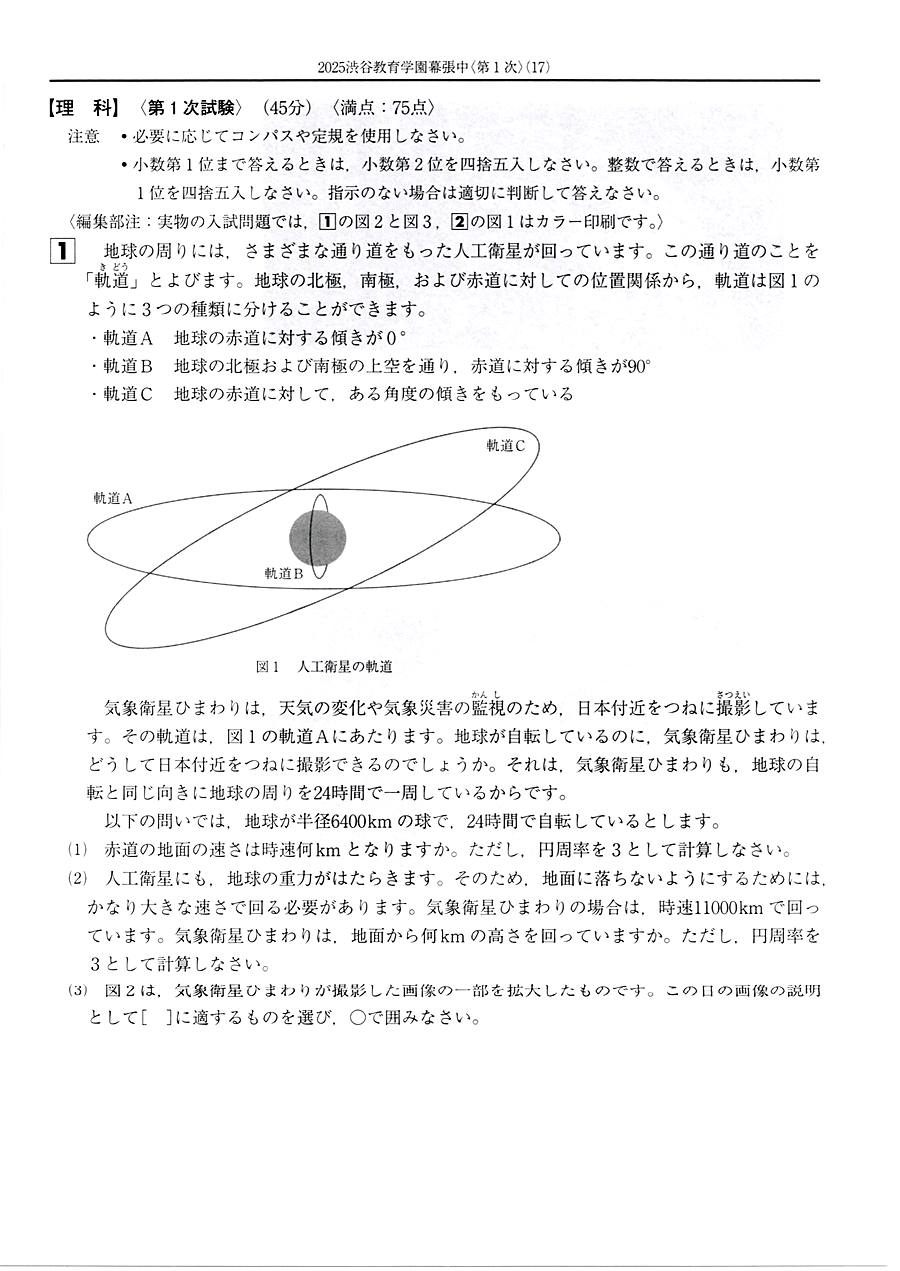 2025渋谷教育学園幕張中〈第1次〉(17)
【理 科】〈第1次試験〉(45分)〈満点:75点〉
注意 ・必要に応じてコンパスや定規を使用しなさい。
・小数第1位まで答えるときは,小数第2位を四捨五入しなさい。整数で答えるときは,小数第
1位を四捨五入しなさい。指示のない場合は適切に判断して答えなさい。
〈編集部注:実物の入試問題では,1の図2と図3,2の図1はカラー印刷です。〉
1 地球の周りには,さまざまな通り道をもった人工衛星が回っています。この通り道のことを
きどう
「軌道」とよびます。地球の北極,南極,および赤道に対しての位置関係から,軌道は図1の
ように3つの種類に分けることができます。
・軌道A 地球の赤道に対する傾きが0°
・軌道B 地球の北極および南極の上空を通り,赤道に対する傾きが90°
・軌道C 地球の赤道に対して,ある角度の傾きをもっている
軌道C
軌道A
軌道B
図1 人工衛星の軌道
かんし さつえい
気象衛星ひまわりは,天気の変化や気象災害の監視のため,日本付近をつねに撮影していま
す。その軌道は,図1の軌道Aにあたります。地球が自転しているのに,気象衛星ひまわりは,
どうして日本付近をつねに撮影できるのでしょうか。それは,気象衛星ひまわりも,地球の自
転と同じ向きに地球の周りを24時間で一周しているからです。
以下の問いでは,地球が半径6400kmの球で,24時間で自転しているとします。
(1) 赤道の地面の速さは時速何kmとなりますか。ただし,円周率を3として計算しなさい。
(2) 人工衛星にも,地球の重力がはたらきます。そのため,地面に落ちないようにするためには,
かなり大きな速さで回る必要があります。気象衛星ひまわりの場合は,時速11000kmで回っ
ています。気象衛星ひまわりは,地面から何kmの高さを回っていますか。ただし,円周率を
3として計算しなさい。
(3) 図2は,気象衛星ひまわりが撮影した画像の一部を拡大したものです。この日の画像の説明
として[ ]に適するものを選び,○で囲みなさい。